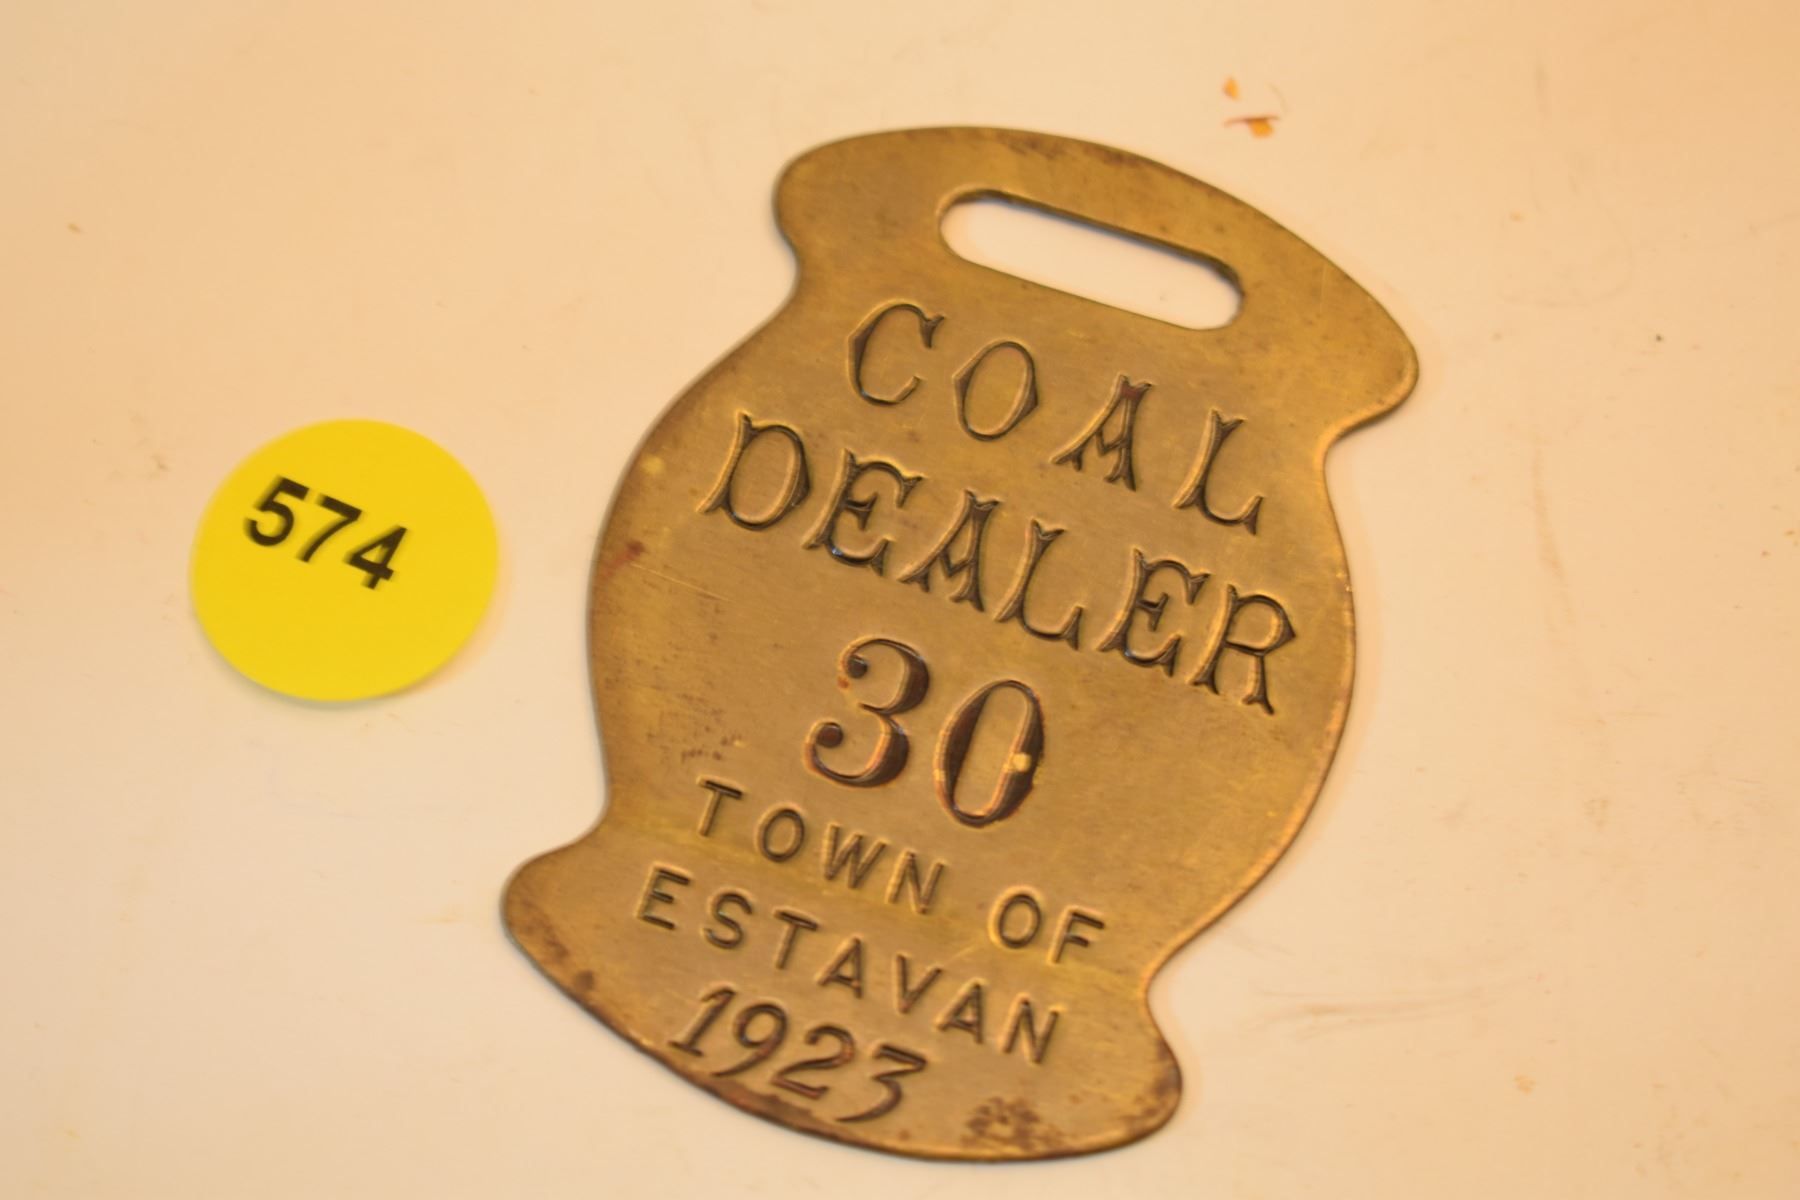 574
COAL
DEALER
30
TOWN OF
ESTAVAN
1923